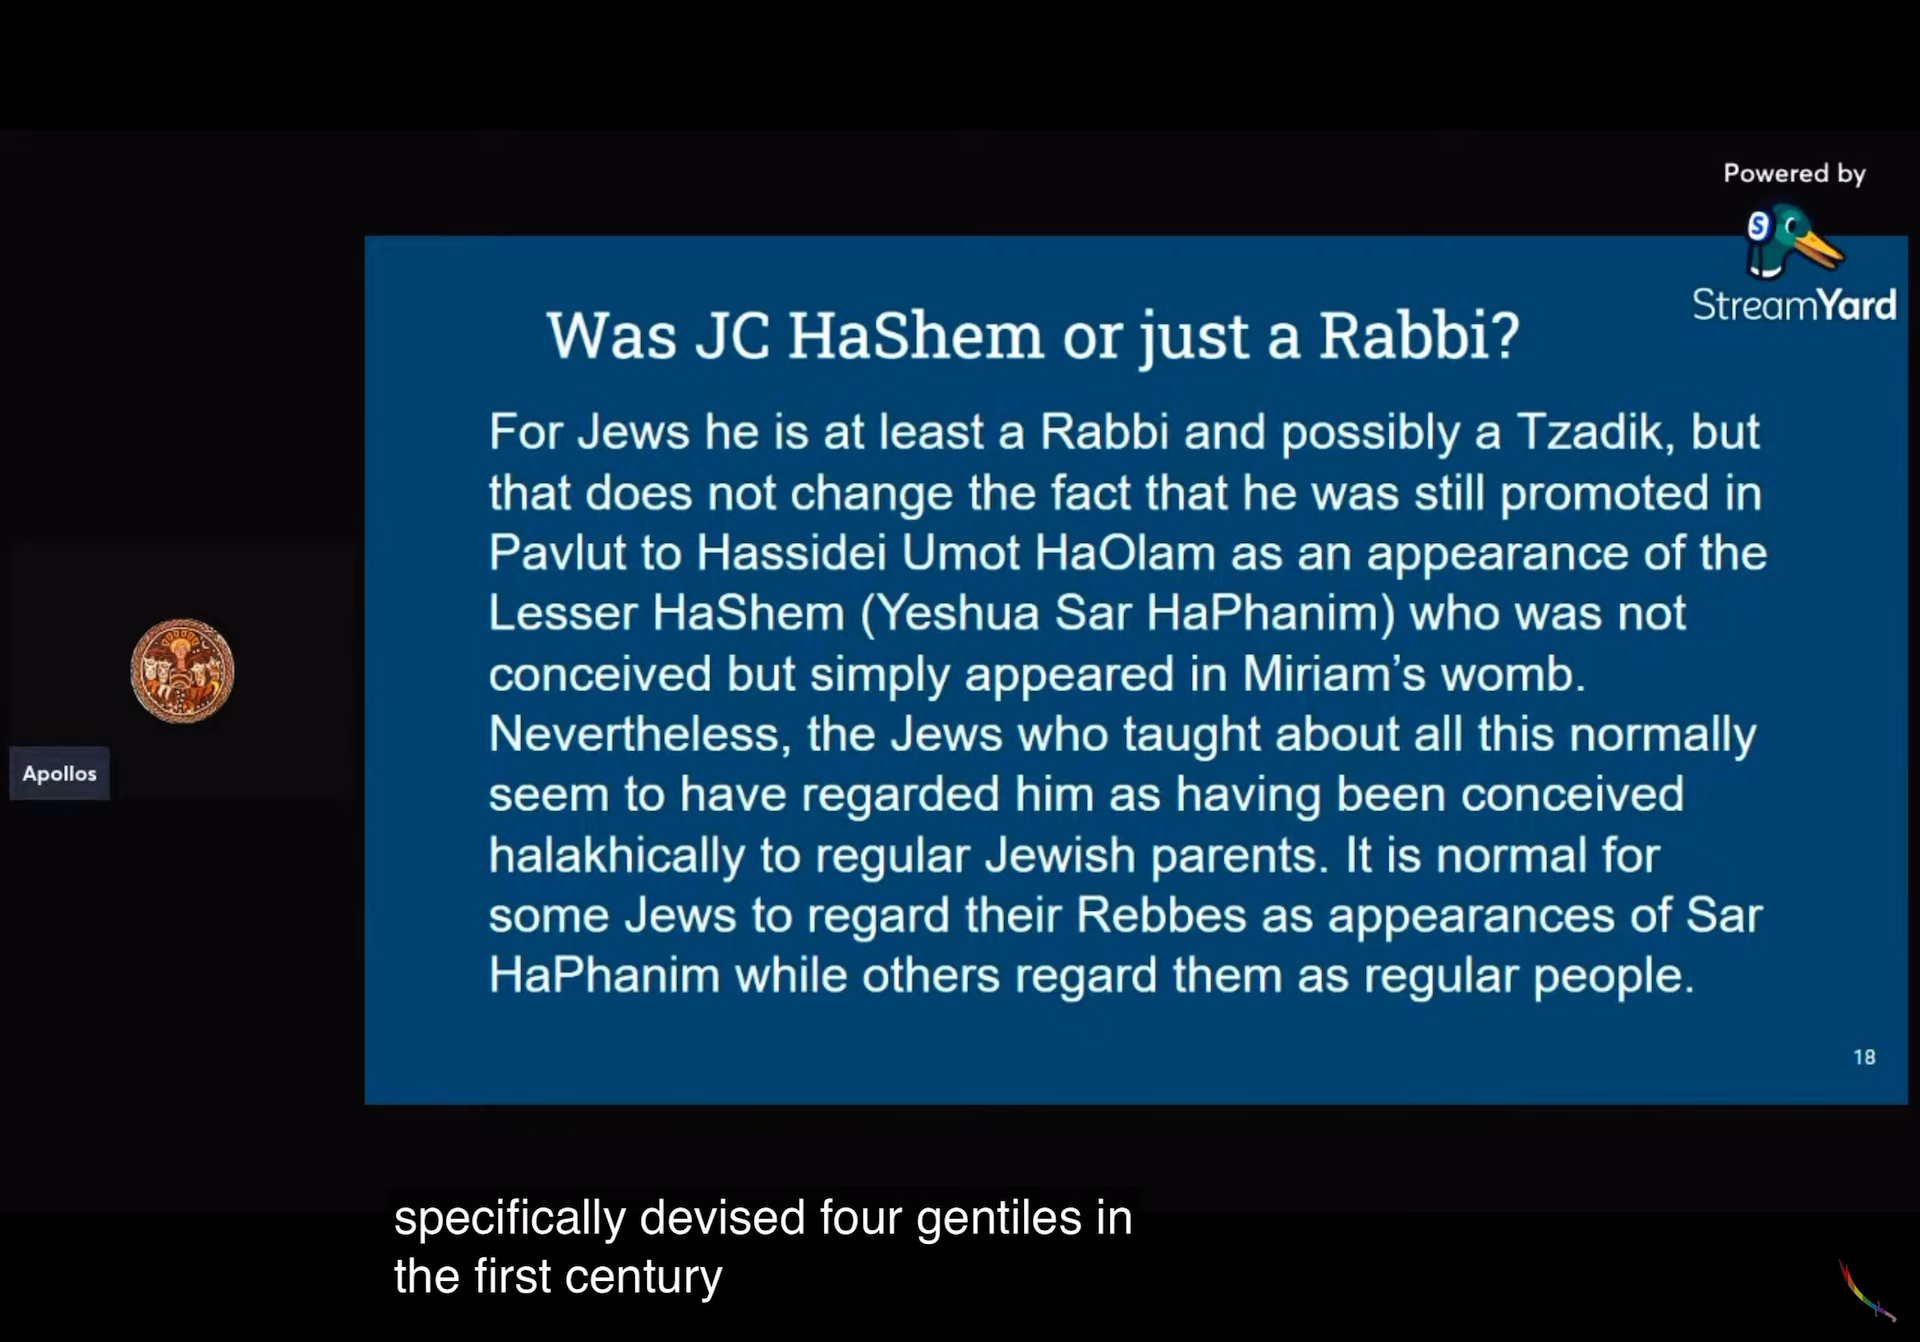 Powered by
StreamYard
Was JC HaShem or just a Rabbi?
For Jews he is at least a Rabbi and possibly a Tzadik, but
that does not change the fact that he was still promoted in
Pavlut to Hassidei Umot HaOlam as an appearance of the
Lesser HaShem (Yeshua Sar HaPhanim) who was not
conceived but simply appeared in Miriam’s womb.
Nevertheless, the Jews who taught about all this normally
seem to have regarded him as having been conceived
halakhically to regular Jewish parents. It is normal for
some Jews to regard their Rebbes as appearances of Sar
HaPhanim while others regard them as regular people.
18
Apollos
specifically devised four gentiles in
the first century